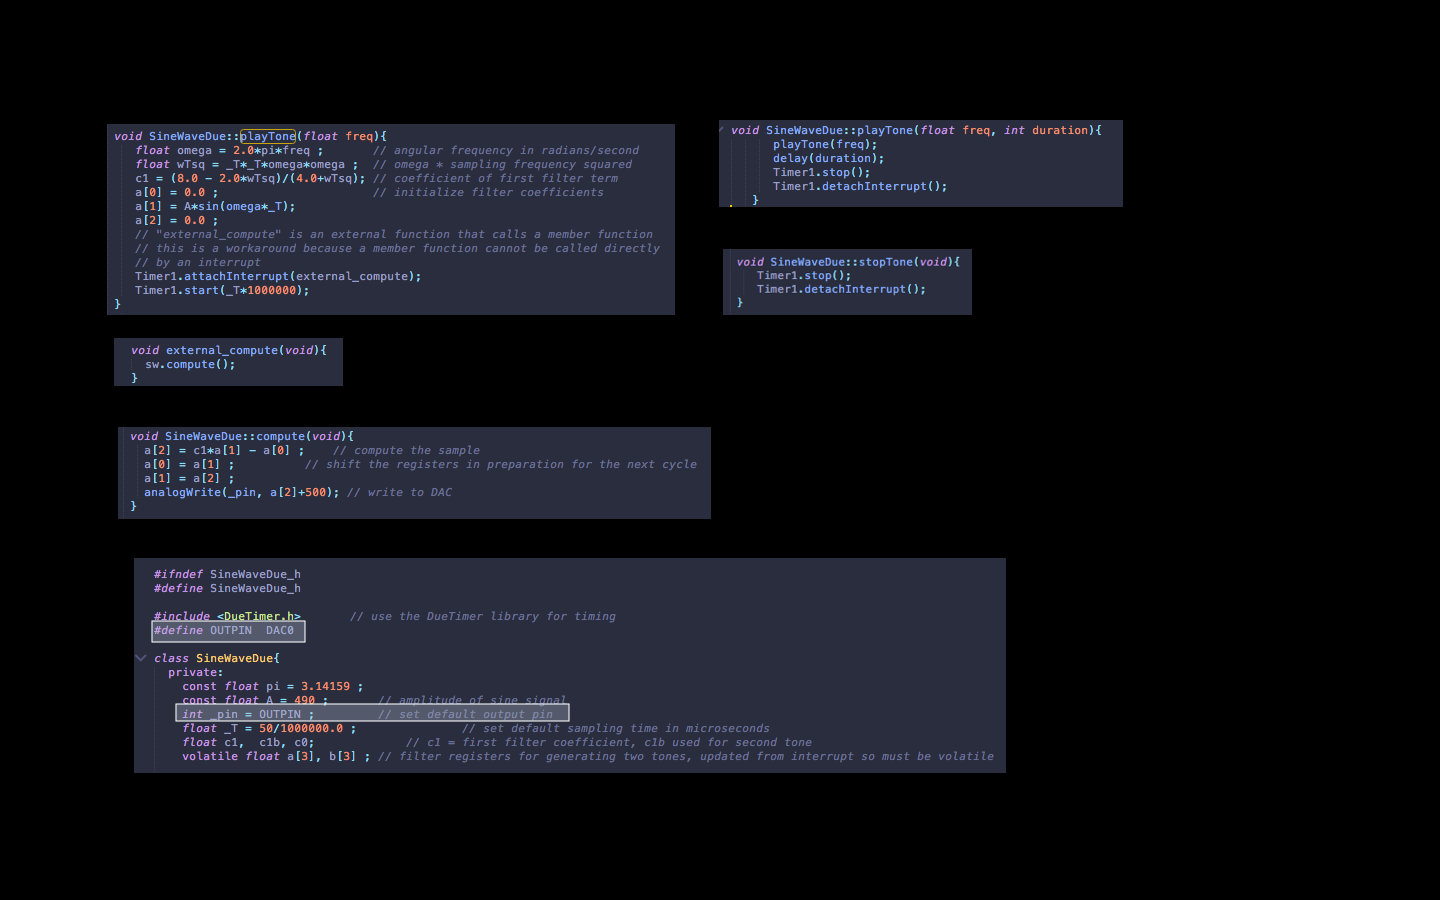 void SineWaveDue::playTone(float freq){
float omega = 2.0*pi*freq ; // angular frequency in radians/second
float wTsq = _T*_T*omega*omega ; // omega * sampling frequency squared
c1 = (8.0 - 2.0*wTsq)/(4.0+wTsq); // coefficient of first filter term
a[0] = 0.0 ; // initialize filter coefficients
a[1] = A*sin(omega*_T);
a[2] = 0.0 ;
// "external_compute" is an external function that calls a member function
// this is a workaround because a member function cannot be called directly
// by an interrupt
Timer1.attachInterrupt(external_compute);
Timer1.start(_T*1000000);
}
void SineWaveDue::playTone(float freq, int duration){
playTone(freq);
delay(duration);
Timer1.stop();
Timer1.detachInterrupt();
}
void SineWaveDue::stopTone(void){
Timer1.stop();
Timer1.detachInterrupt();
}
void external_compute(void){
sw.compute();
}
void SineWaveDue::compute(void){
a[2] = c1*a[1] - a[0] ; // compute the sample
a[0] = a[1] ; // shift the registers in preparation for the next cycle
a[1] = a[2] ;
analogWrite(_pin, a[2]+500); // write to DAC
}
#ifndef SineWaveDue_h
#define SineWaveDue_h
#include <DueTimer.h> // use the DueTimer library for timing
#define OUTPIN DAC0
class SineWaveDue{
private:
const float pi = 3.14159 ;
const float A = 490 ; // amplitude of sine signal
int _pin = OUTPIN ; // set default output pin
float _T = 50/1000000.0 ; // set default sampling time in microseconds
float c1, c1b, c0; // c1 = first filter coefficient, c1b used for second tone
volatile float a[3], b[3] ; // filter registers for generating two tones, updated from interrupt so must be volatile